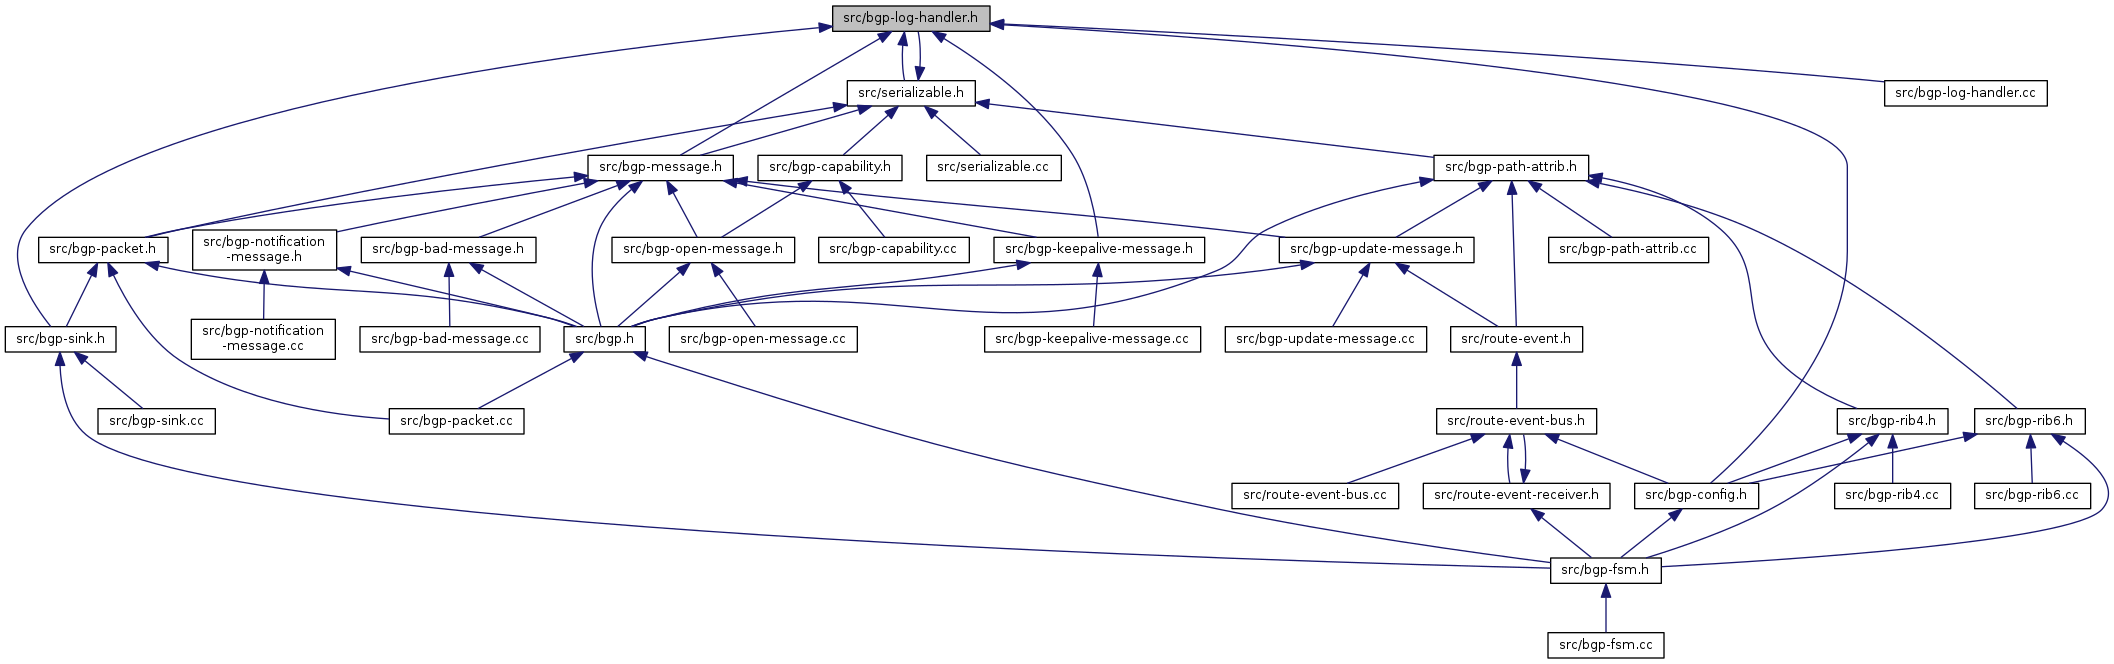 src/bgp-log-handler.h
src/serializable.h
src/bgp-log-handler.cc
src/bgp-message.h
src/bgp-capability.h
src/serializable.cc
src/bgp-path-attrib.h
src/bgp-packet.h
src/bgp-notification
-message.h
src/bgp-bad-message.h
src/bgp-open-message.h
src/bgp-capability.cc
src/bgp-keepalive-message.h
src/bgp-update-message.h
src/bgp-path-attrib.cc
src/bgp-sink.h
src/bgp-notification
-message.cc
src/bgp-bad-message.cc
src/bgp.h
src/bgp-open-message.cc
src/bgp-keepalive-message.cc
src/bgp-update-message.cc
src/route-event.h
src/bgp-sink.cc
src/bgp-packet.cc
src/route-event-bus.h
src/bgp-rib4.h
src/bgp-rib6.h
src/route-event-bus.cc
src/route-event-receiver.h
src/bgp-config.h
src/bgp-rib4.cc
src/bgp-rib6.cc
src/bgp-fsm.h
src/bgp-fsm.cc